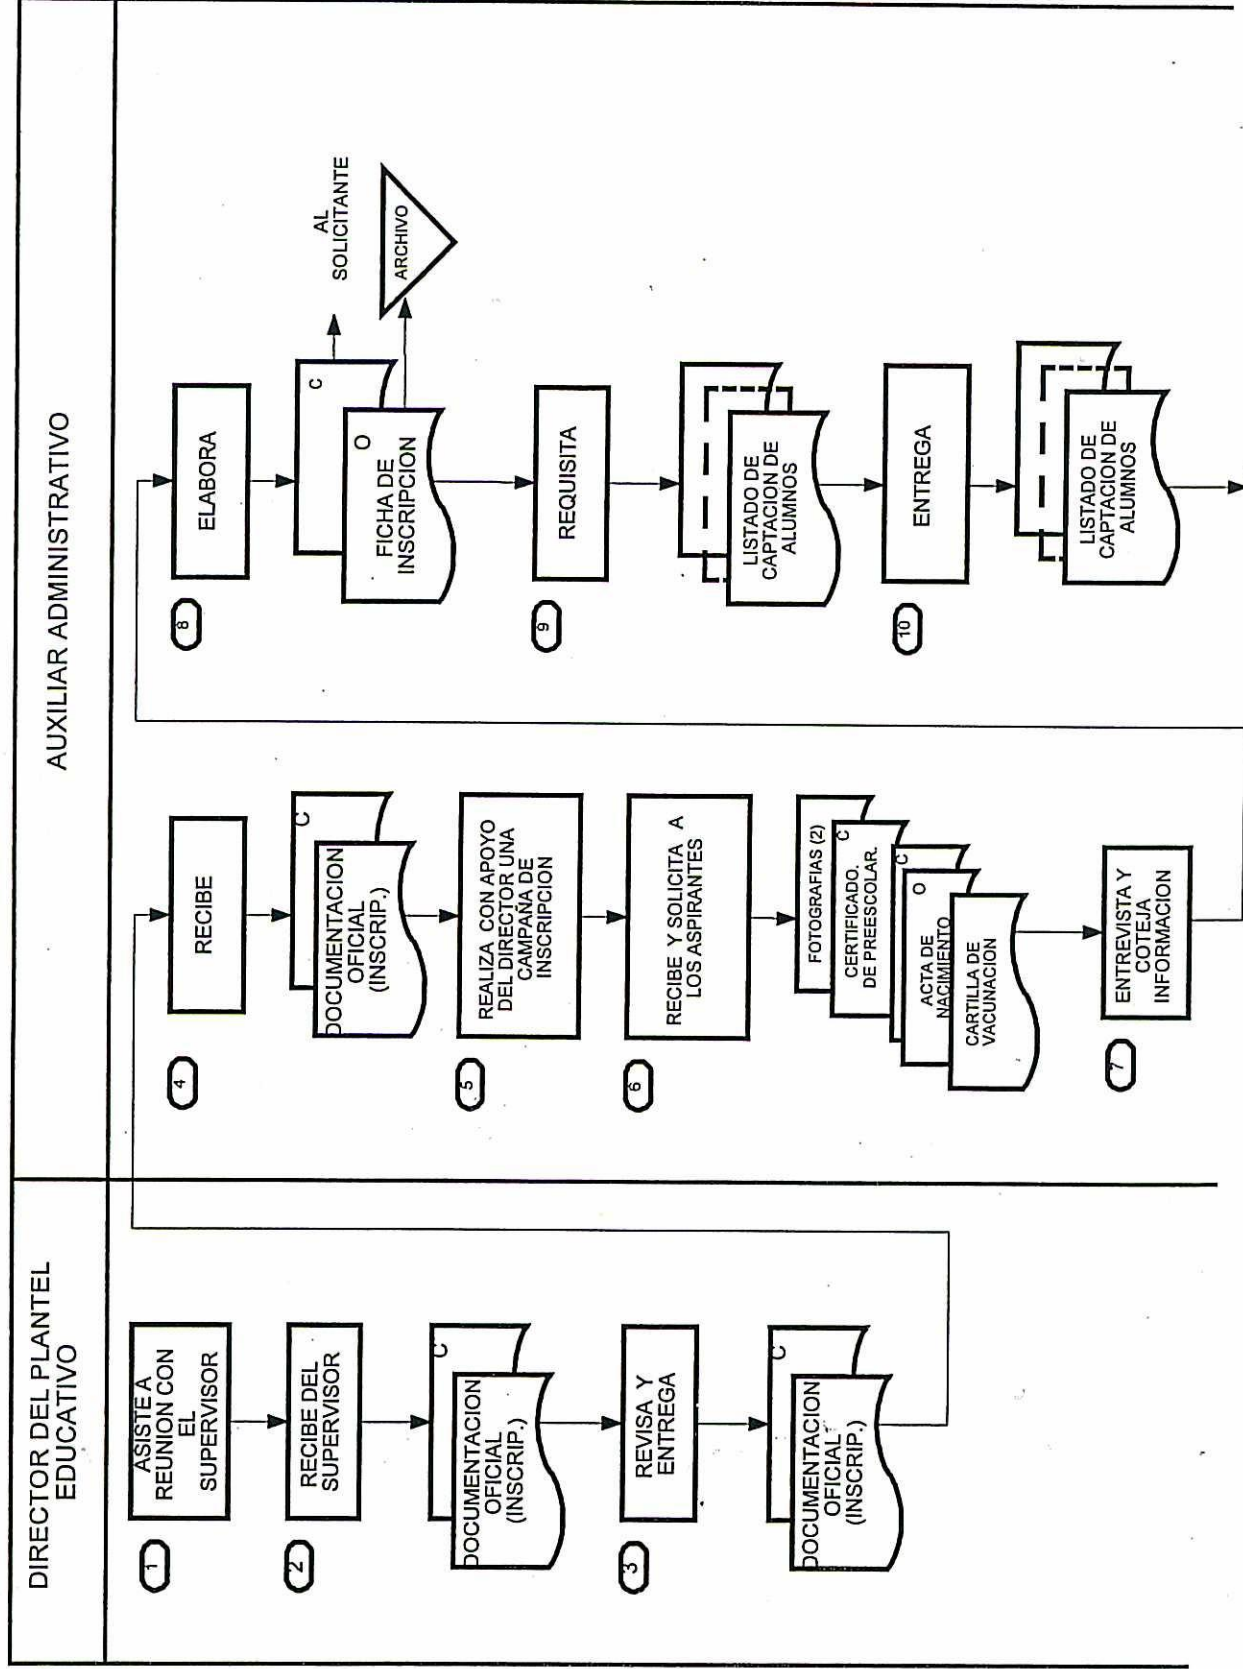 DIRECTOR DEL PLANTEL
EDUCATIVO
AUXILIAR ADMINISTRATIVO
1
ASISTE A
REUNION CON
EL
SUPERVISOR
2
RECIBE DEL
SUPERVISOR
C
DOCUMENTACION
OFICIAL
(INSCRIP.)
3
REVISA Y
ENTREGA
C
DOCUMENTACION
OFICIAL
(INSCRIP.)
4
RECIBE
C
DOCUMENTACION
OFICIAL
(INSCRIP.)
5
REALIZA CON APOYO
DEL DIRECTOR UNA
CAMPAÑA DE
INSCRIPCION
6
RECIBE Y SOLICITA A
LOS ASPIRANTES
FOTOGRAFIAS (2)
C
CERTIFICADO.
DE PREESCOLAR.
C
O
ACTA DE
NACIMIENTO
CARTILLA DE
VACUNACION
7
ENTREVISTA Y
COTEJA
INFORMACION
8
ELABORA
C
O
FICHA DE
INSCRIPCION
AL
SOLICITANTE
ARCHIVO
9
REQUISITA
LISTADO DE
CAPTACION DE
ALUMNOS
10
ENTREGA
LISTADO DE
CAPTACION DE
ALUMNOS